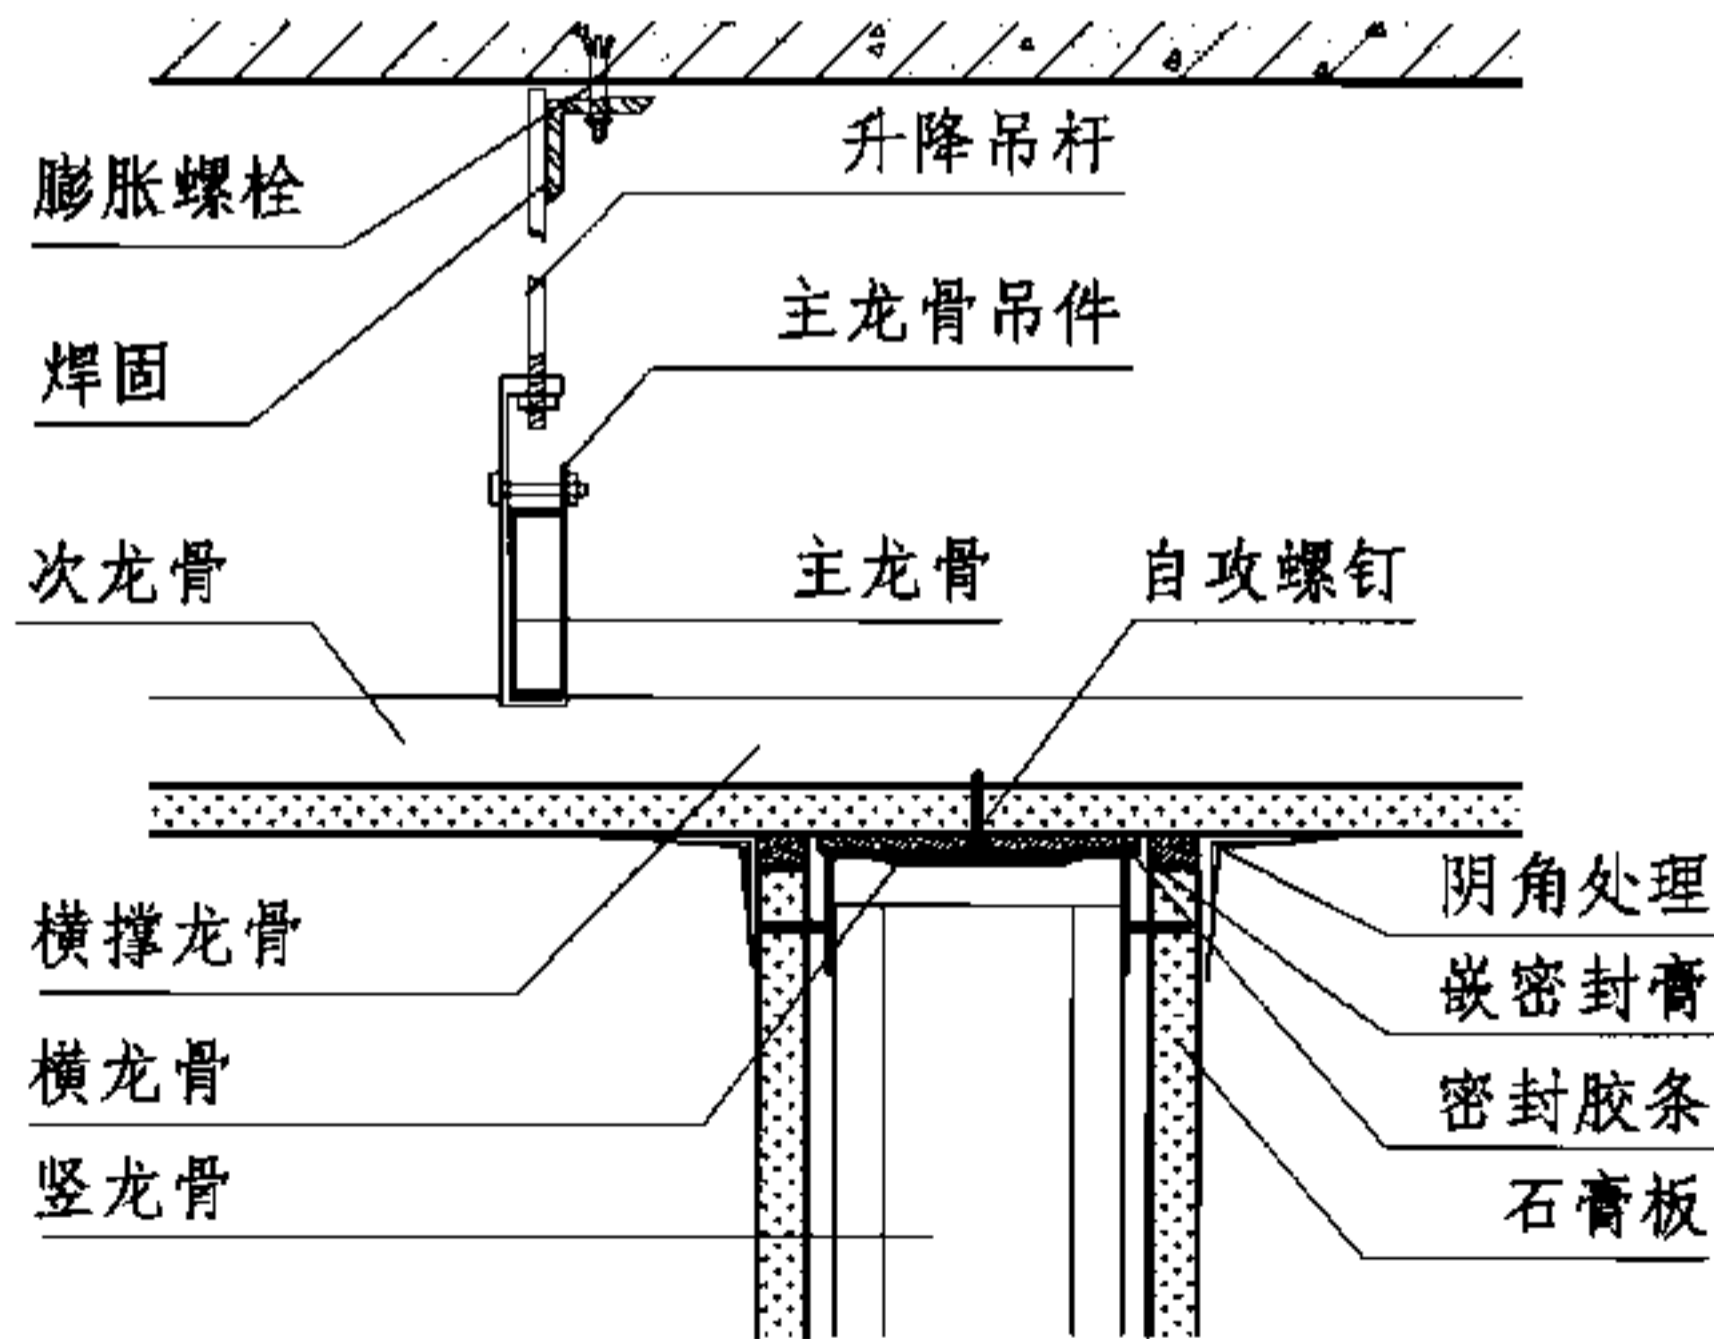 升降吊杆
膨胀螺栓
主龙骨吊件
焊固
次龙骨
主龙骨
自攻螺钉
横撑龙骨
阴角处理
嵌密封膏
横龙骨
密封胶条
竖龙骨
石膏板